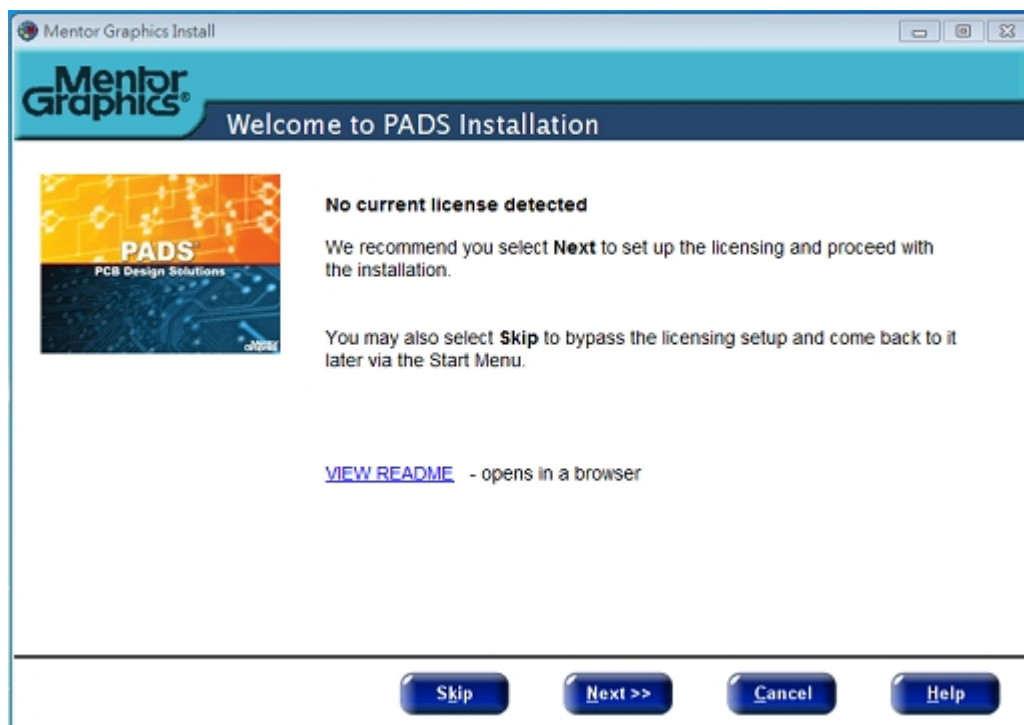 Mentor Graphics Install
Mentor
Graphics®
Welcome to PADS Installation
PADS®
PCB Design Solutions
Mentor
Graphics
No current license detected
We recommend you select Next to set up the licensing and proceed with
the installation.
You may also select Skip to bypass the licensing setup and come back to it
later via the Start Menu.
VIEW README - opens in a browser
Skip
Next >>
Cancel
Help